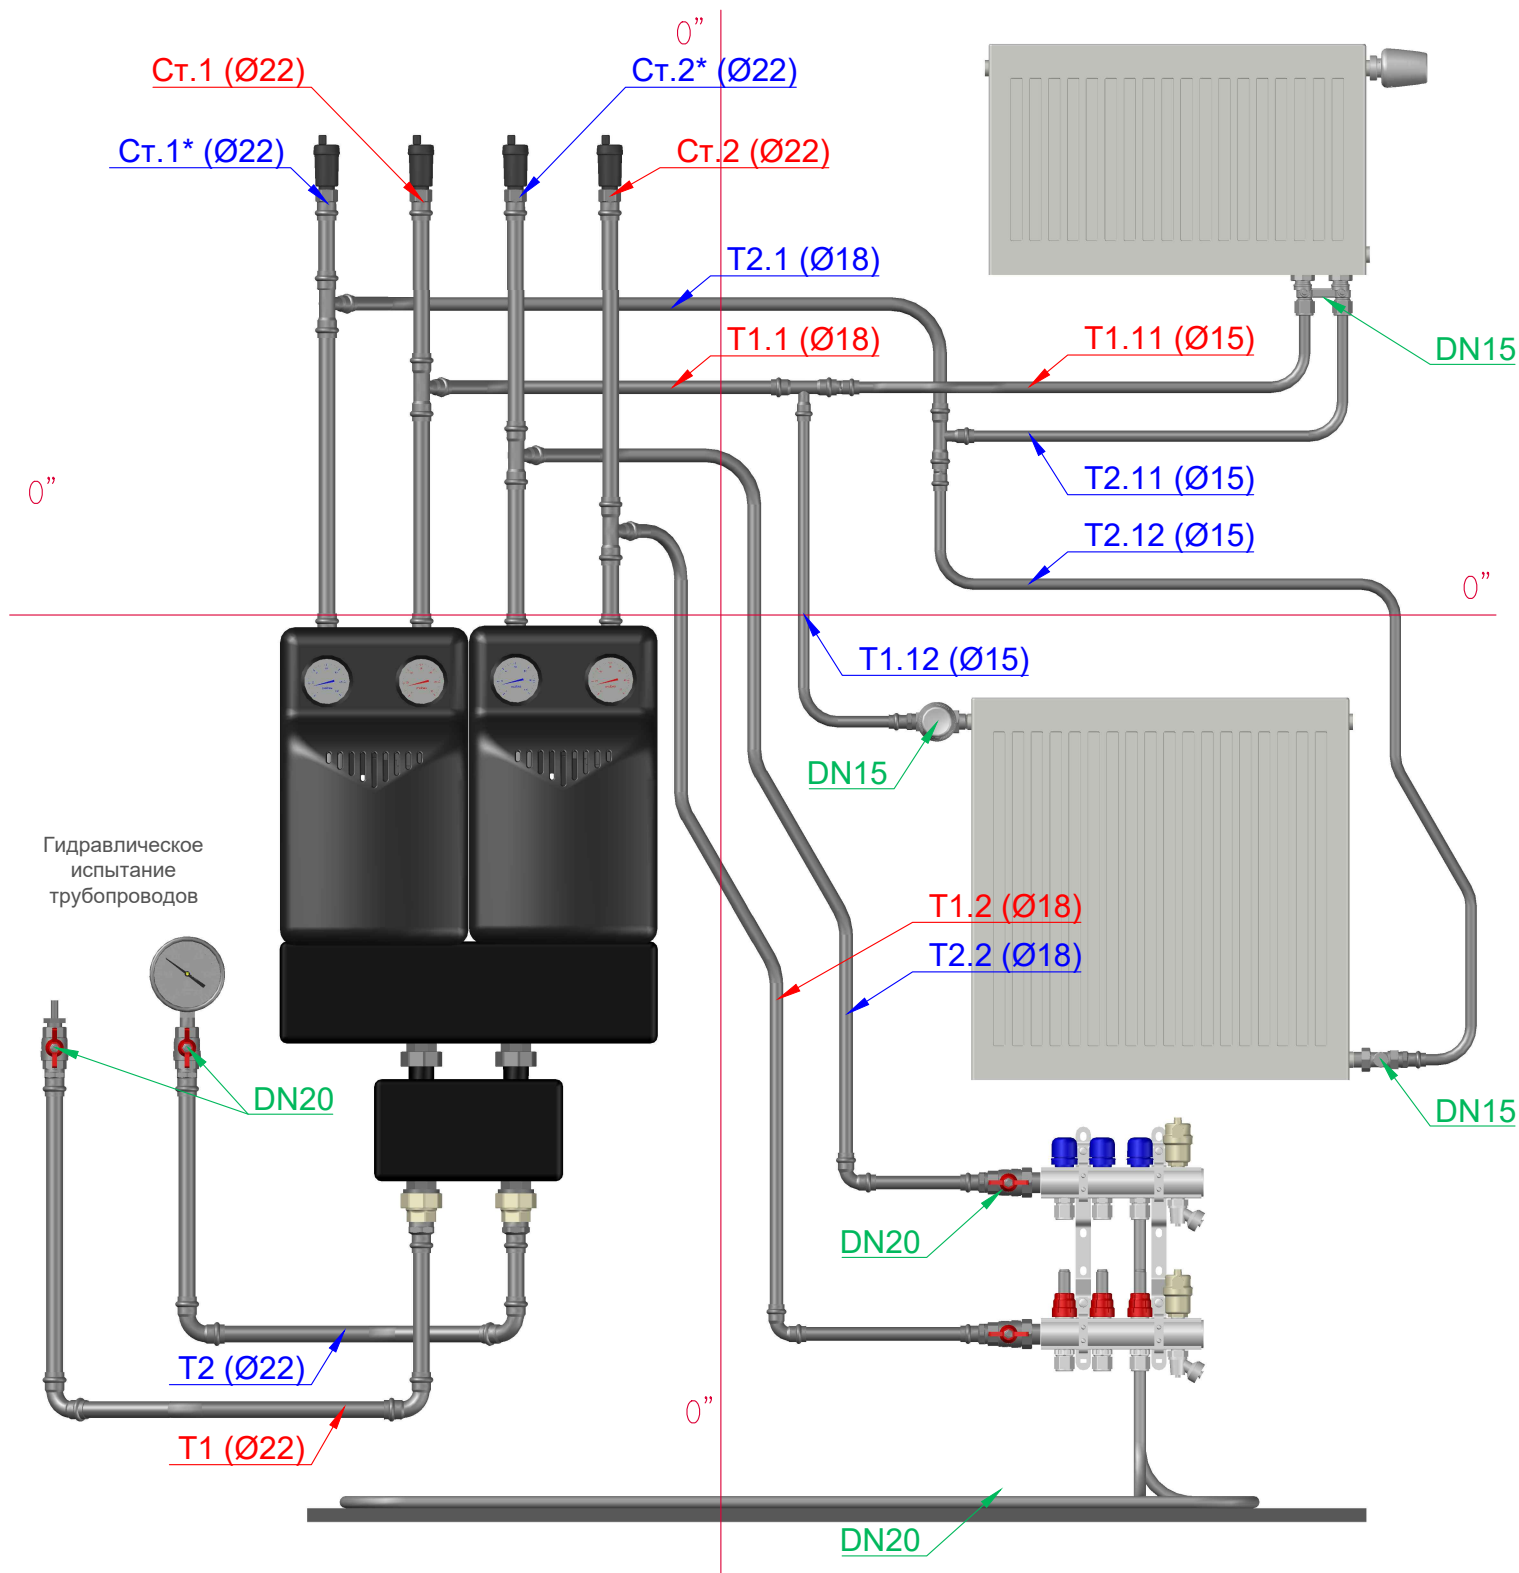 0”
Ст.1 (Ø22)
Ст.2* (Ø22)
Ст.1* (Ø22)
Ст.2 (Ø22)
Т2.1 (Ø18)
Т1.1 (Ø18)
Т1.11 (Ø15)
DN15
0”
Т2.11 (Ø15)
Т2.12 (Ø15)
0”
Т1.12 (Ø15)
DN15
Гидравлическое
испытание
трубопроводов
Т1.2 (Ø18)
Т2.2 (Ø18)
DN20
DN15
DN20
Т2 (Ø22)
0”
Т1 (Ø22)
DN20